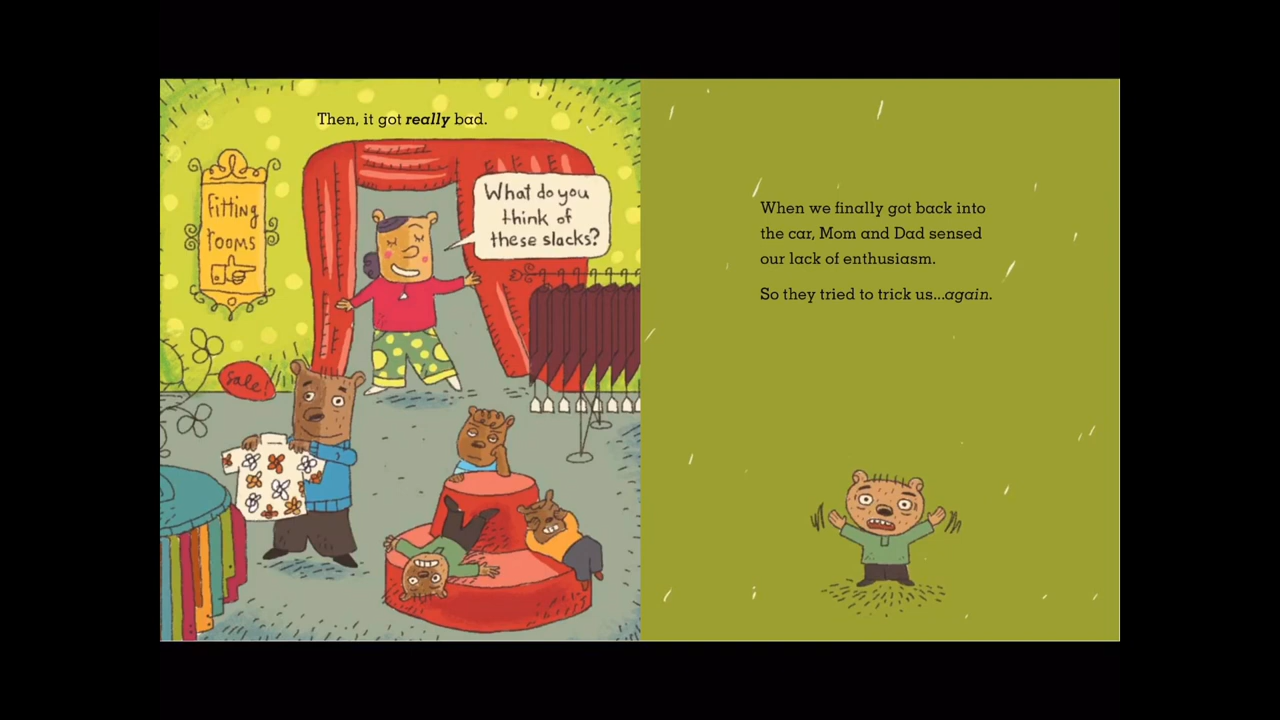 Then, it got really bad.
Fitting
rooms
What do you
think of
these slacks?
Sale!
When we finally got back into
the car, Mom and Dad sensed
our lack of enthusiasm.
So they tried to trick us...again.